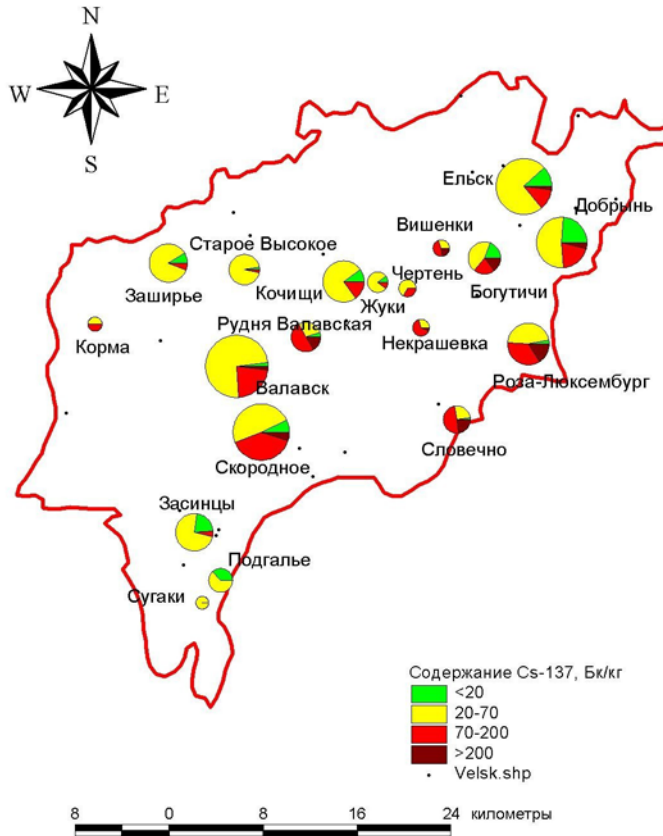 N
W E
S
Ельск
Добрынь
Вишенки
Старое Высокое
Чертень
Богутичи
Заширье
Кочищи
Жуки
Рудня Валавская
Некрашевка
Корма
Роза-Люксембург
Валавск
Словечно
Скородное
Засинцы
Подгалье
Сугаки
Содержание Cs-137, Бк/кг
<20
20-70
70-200
>200
Velsk.shp
8 0 8 16 24 километры